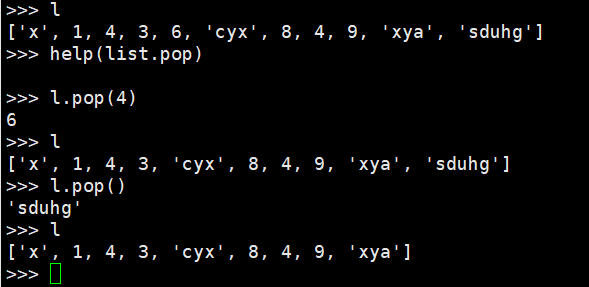 >>> l
['x', 1, 4, 3, 6, 'cyx', 8, 4, 9, 'xya', 'sduhg']
>>> help(list.pop)
>>> l.pop(4)
6
>>> l
['x', 1, 4, 3, 'cyx', 8, 4, 9, 'xya', 'sduhg']
>>> l.pop()
'sduhg'
>>> l
['x', 1, 4, 3, 'cyx', 8, 4, 9, 'xya']
>>>